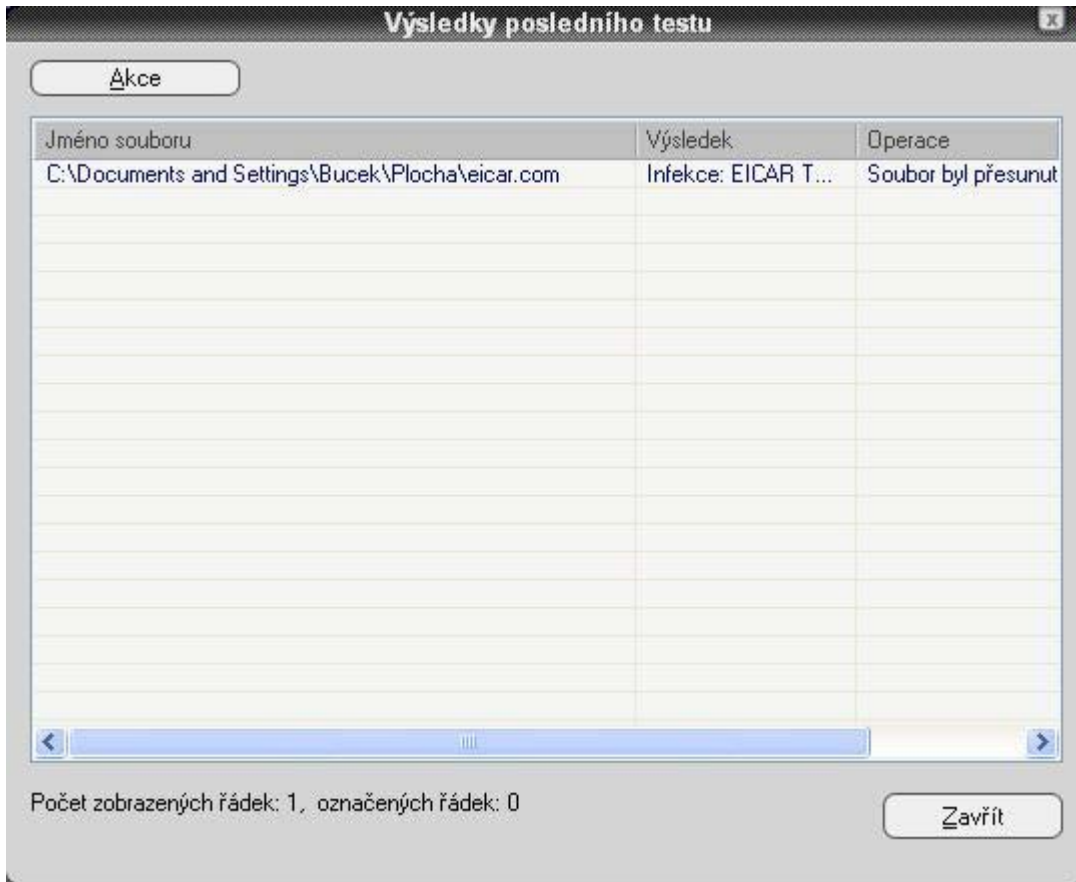 Výsledky posledního testu
Akce
Jméno souboru Výsledek Operace
C:\Documents and Settings\Bucek\Plocha\eicar.com Infekce: EICAR T... Soubor byl přesunut
Počet zobrazených řádek: 1, označených řádek: 0
Zavřít